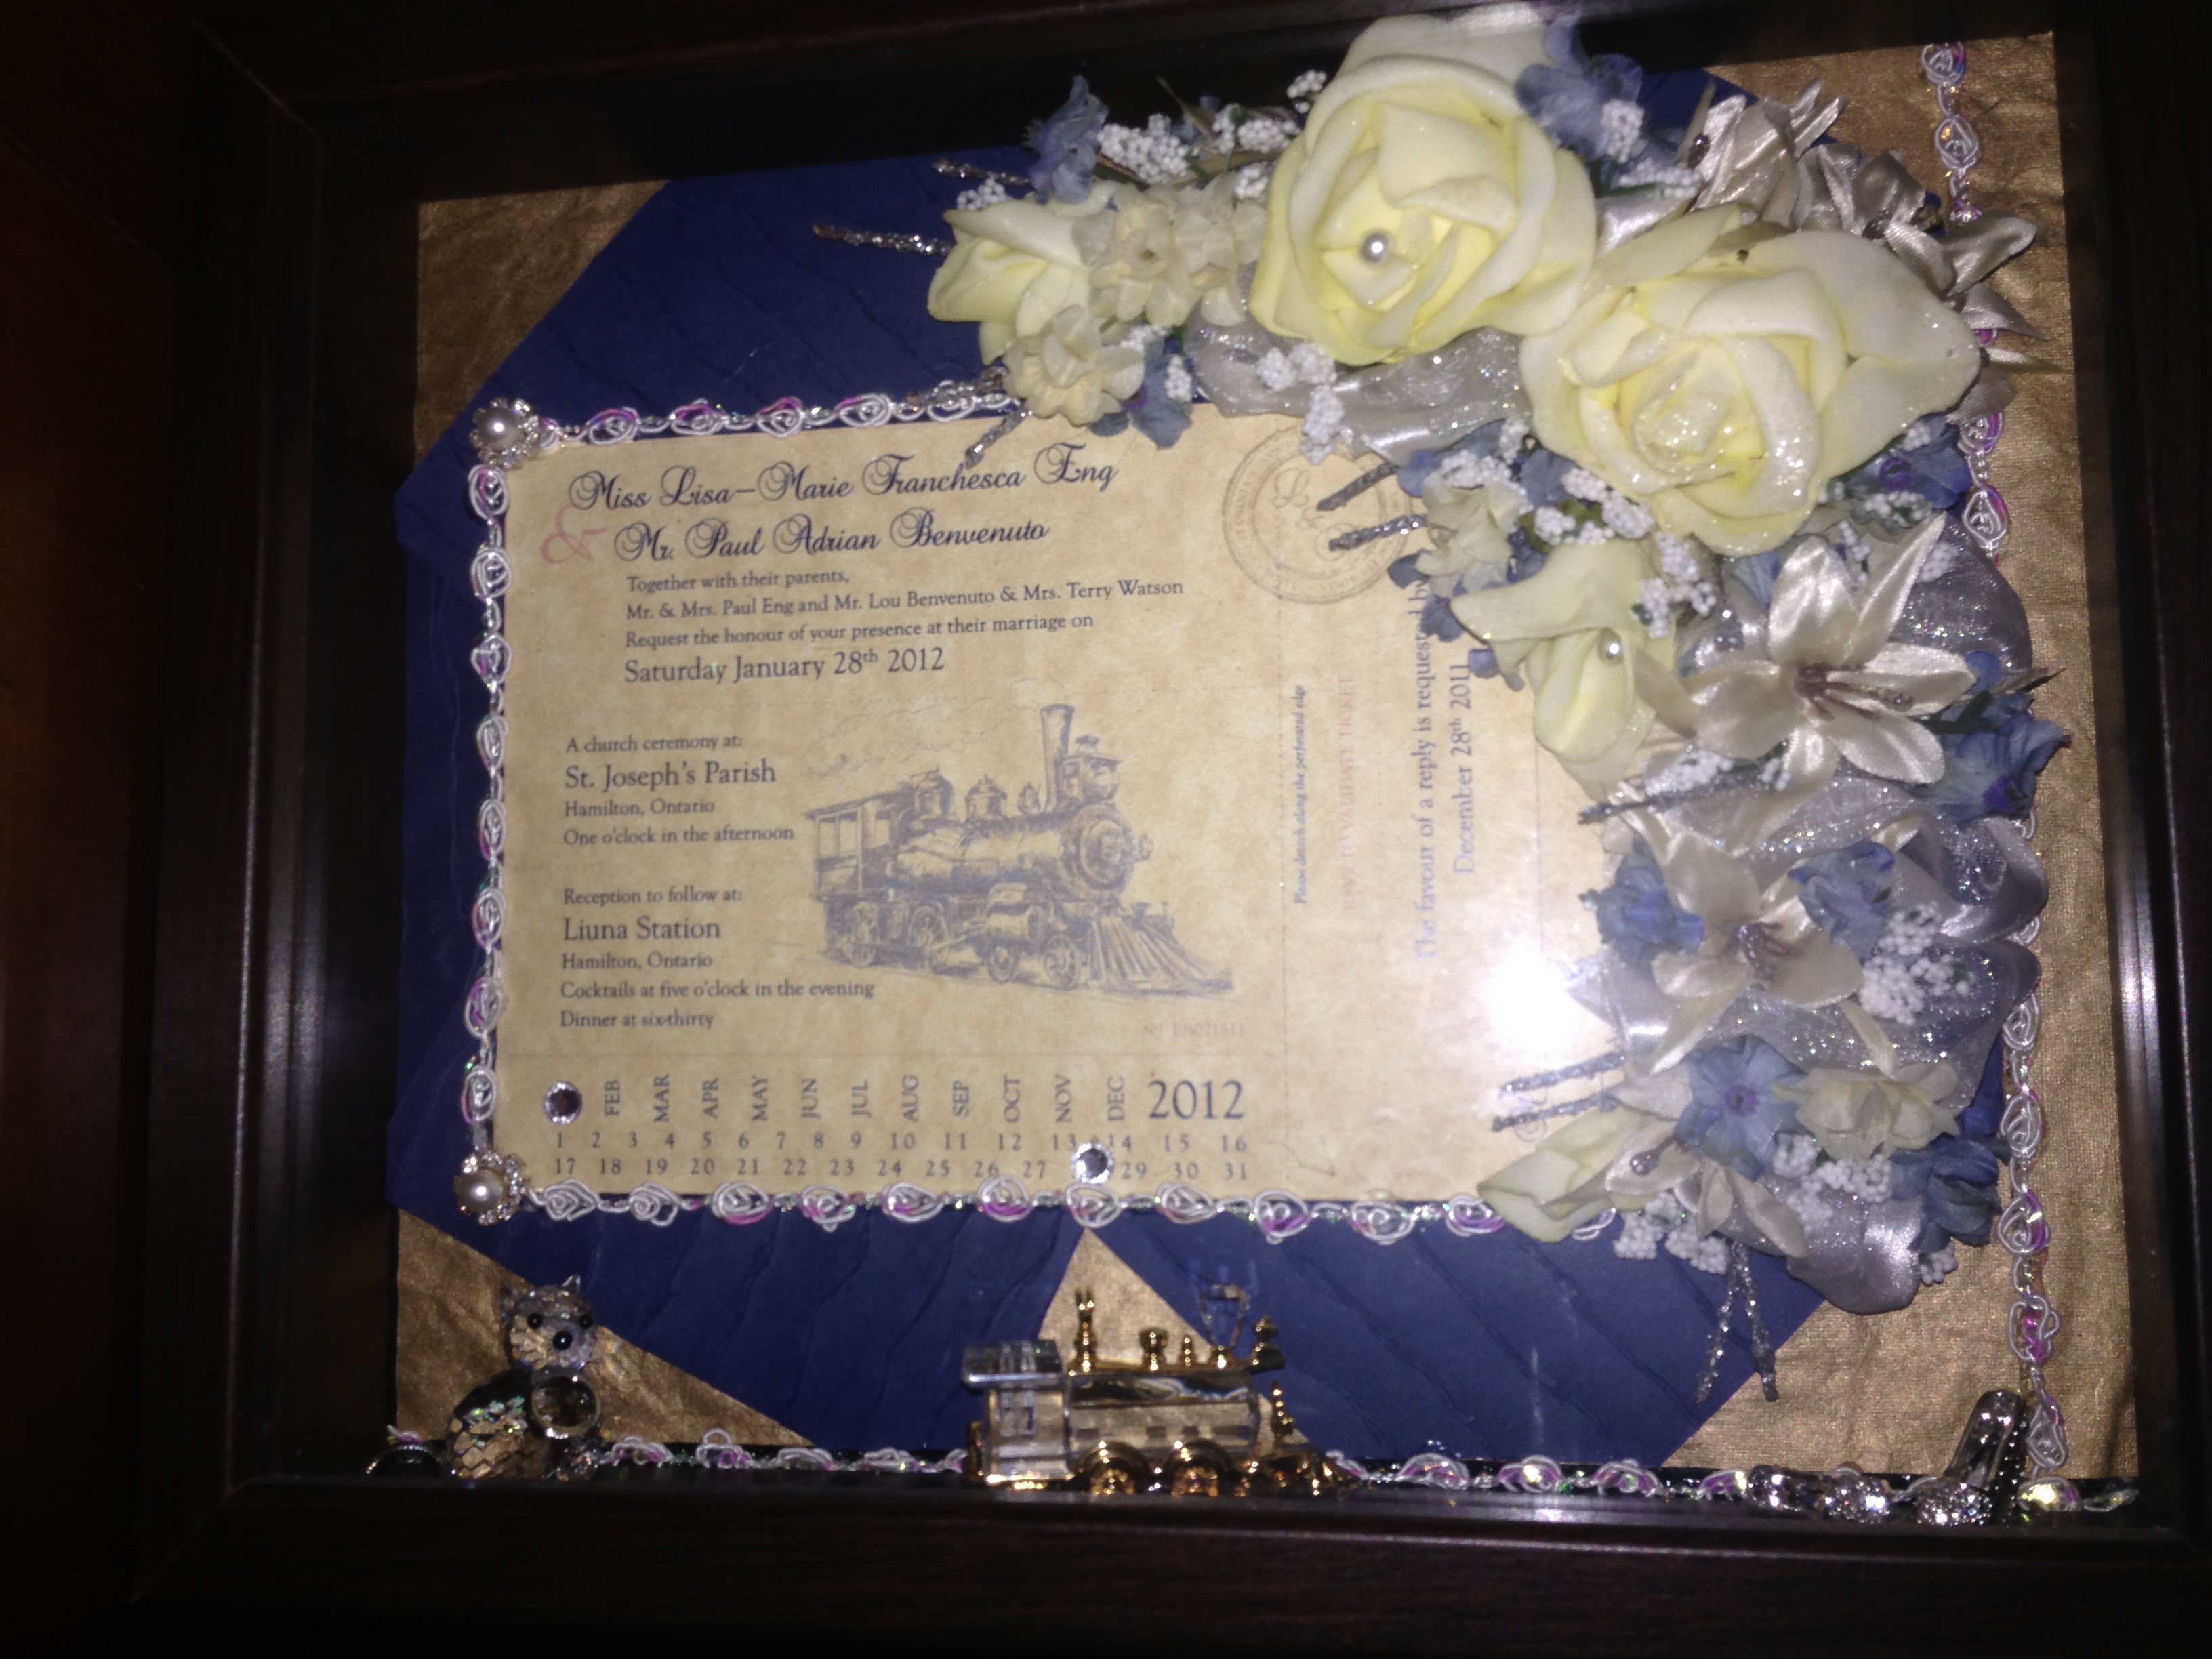 Miss Lisa-Marie Franchesca Eng
& Mr. Paul Adrian Benvenuto
Together with their parents,
Mr. & Mrs. Paul Eng and Mr. Lou Benvenuto & Mrs. Terry Watson
Request the honour of your presence at their marriage on
Saturday January 28th 2012
A church ceremony at:
St. Joseph's Parish
Hamilton, Ontario
One o'clock in the afternoon
Reception to follow at:
Liuna Station
Hamilton, Ontario
Cocktails at five o'clock in the evening
Dinner at six-thirty
FEB MAR APR MAY JUN JUL AUG SEP OCT NOV DEC 2012
1 2 3 4 5 6 7 8 9 10 11 12 13 14 15 16
17 18 19 20 21 22 23 24 25 26 27 29 30 31
Please detach along the perforated edge
VALIDATE TICKET
The favour of a reply is requested by
December 28th 2011